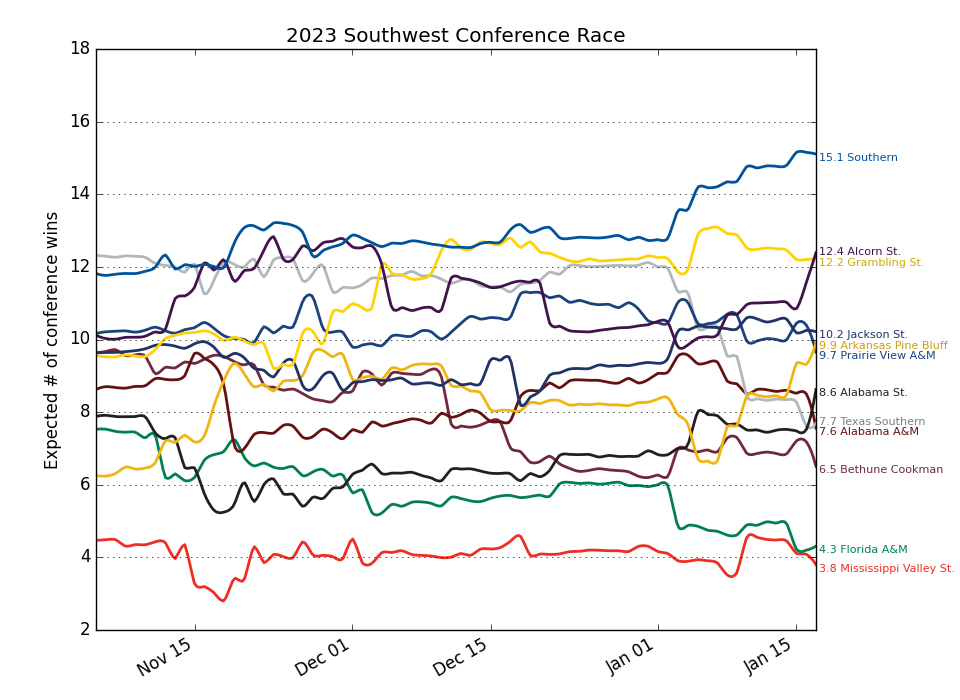 2023 Southwest Conference Race
Expected # of conference wins
18
16
14
12
10
8
6
4
2
15.1 Southern
12.4 Alcorn St.
12.2 Grambling St.
10.2 Jackson St.
9.9 Arkansas Pine Bluff
9.7 Prairie View A&M
8.6 Alabama St.
7.7 Texas Southern
7.6 Alabama A&M
6.5 Bethune Cookman
4.3 Florida A&M
3.8 Mississippi Valley St.
Nov 15
Dec 01
Dec 15
Jan 01
Jan 15